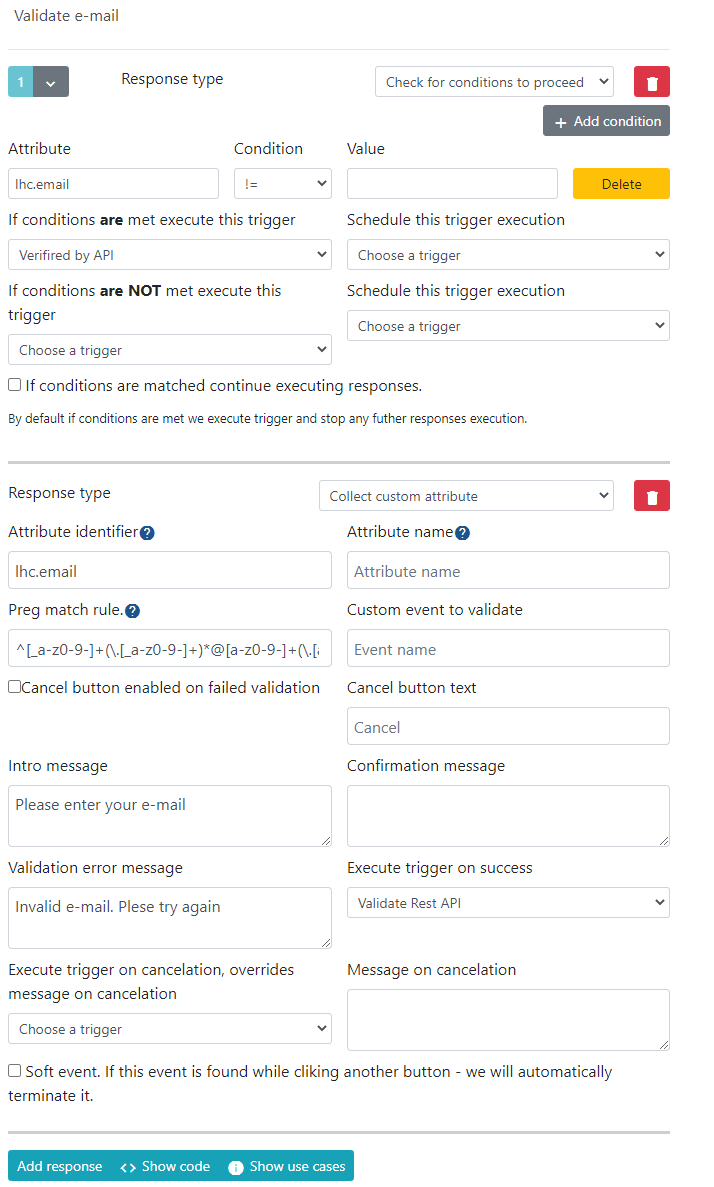 Validate e-mail
1 Response type Check for conditions to proceed
+ Add condition
Attribute Condition Value
lhc.email != Delete
If conditions are met execute this trigger Schedule this trigger execution
Verifired by API Choose a trigger
If conditions are NOT met execute this
trigger
Schedule this trigger execution
Choose a trigger
Choose a trigger
If conditions are matched continue executing responses.
By default if conditions are met we execute trigger and stop any futher responses execution.
Response type Collect custom attribute
Attribute identifier? Attribute name?
lhc.email Attribute name
Preg match rule.? Custom event to validate
^[_a-z0-9-]+(\.[_a-z0-9-]+)*@[a-z0-9-]+(\.[a Event name
Cancel button enabled on failed validation Cancel button text
Cancel
Intro message Confirmation message
Please enter your e-mail
Validation error message Execute trigger on success
Invalid e-mail. Plese try again Validate Rest API
Execute trigger on cancelation, overrides
message on cancelation
Message on cancelation
Choose a trigger
Soft event. If this event is found while cliking another button - we will automatically
terminate it.
Add response <> Show code i Show use cases